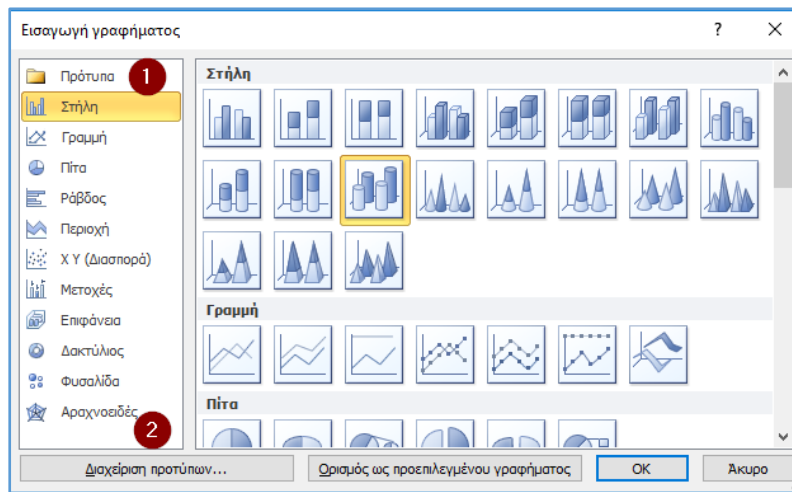 Εισαγωγή γραφήματος
?
Πρότυπα
1
Στήλη
Γραμμή
Πίτα
Ράβδος
Περιοχή
X Y (Διασπορά)
Μετοχές
Επιφάνεια
Δακτύλιος
Φυσαλίδα
Αραχνοειδές
2
Στήλη
Γραμμή
Πίτα
Διαχείριση προτύπων...
Ορισμός ως προεπιλεγμένου γραφήματος
OK
Άκυρο